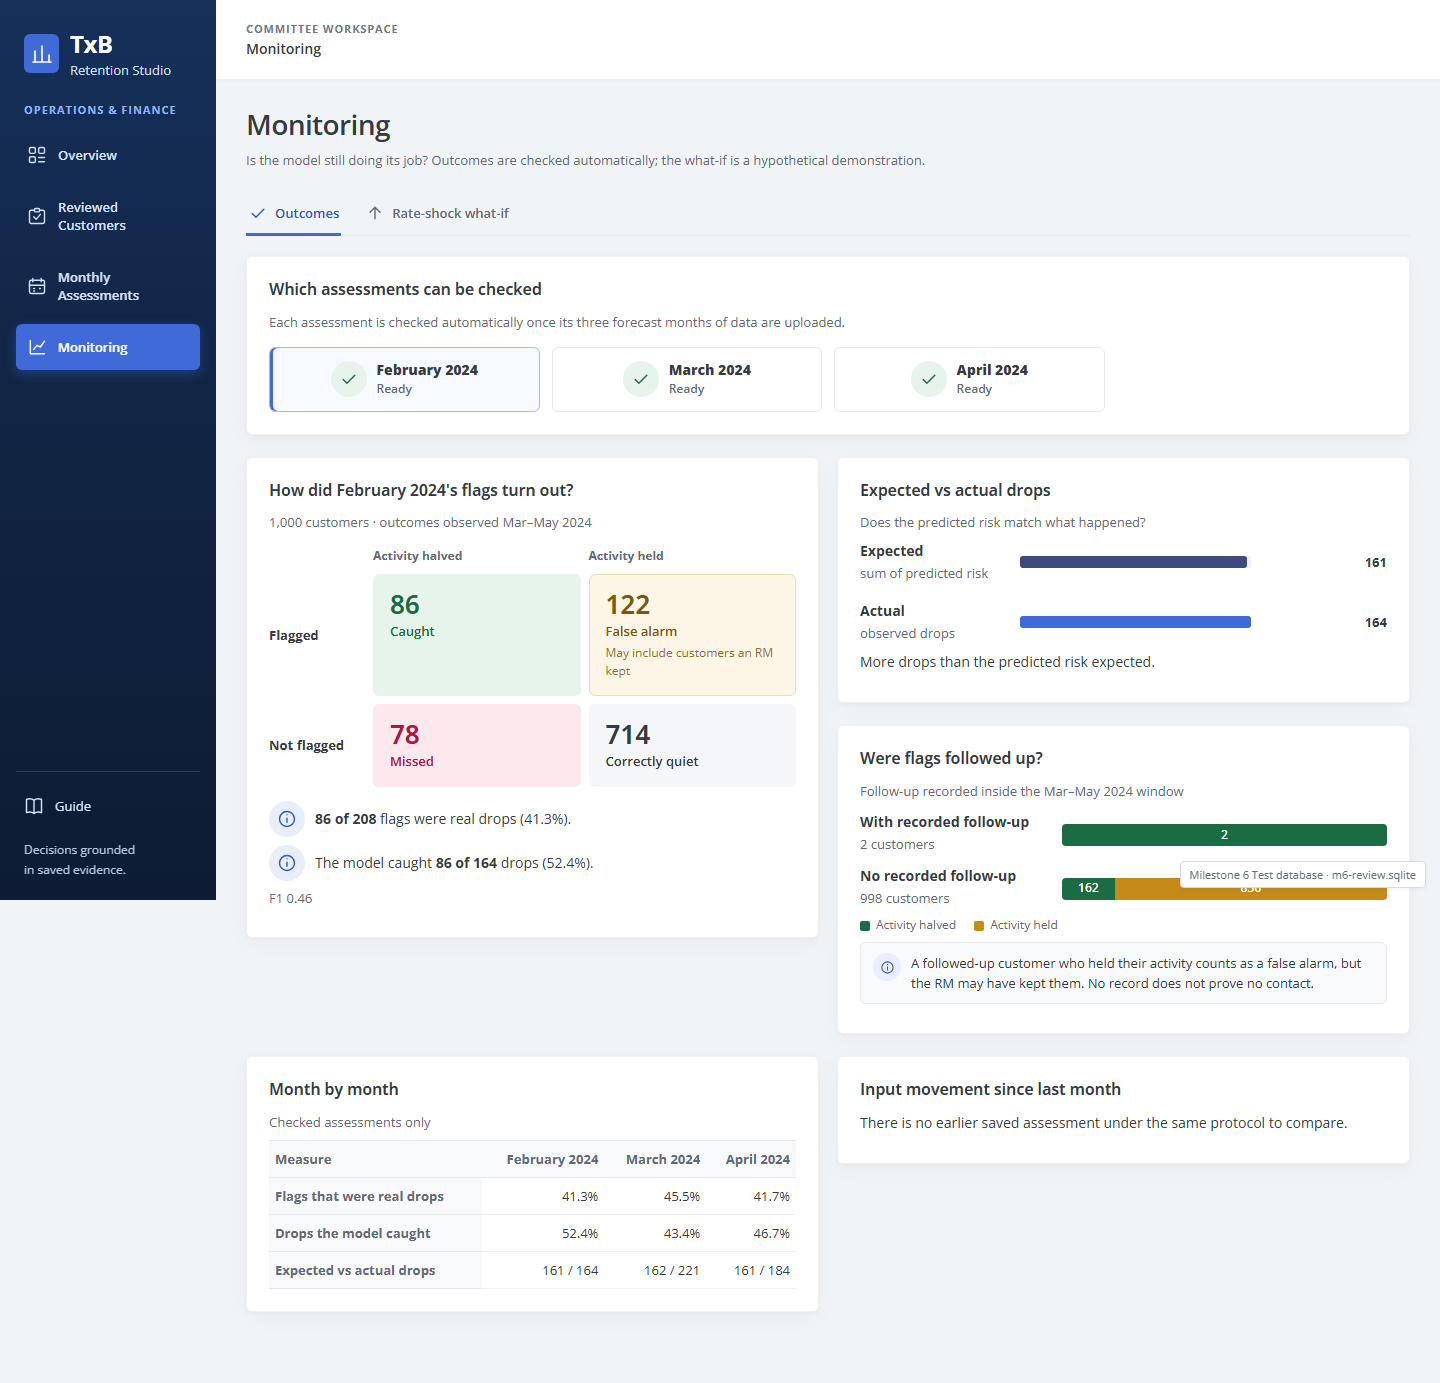 TxB
Retention Studio
OPERATIONS & FINANCE
Overview
Reviewed
Customers
Monthly
Assessments
Monitoring
Guide
Decisions grounded
in saved evidence.
COMMITTEE WORKSPACE
Monitoring
Monitoring
Is the model still doing its job? Outcomes are checked automatically; the what-if is a hypothetical demonstration.
Outcomes
Rate-shock what-if
Which assessments can be checked
Each assessment is checked automatically once its three forecast months of data are uploaded.
February 2024
Ready
March 2024
Ready
April 2024
Ready
How did February 2024's flags turn out?
1,000 customers · outcomes observed Mar–May 2024
Activity halved Activity held
Flagged
86
Caught
122
False alarm
May include customers an RM
kept
Not flagged
78
Missed
714
Correctly quiet
86 of 208 flags were real drops (41.3%).
The model caught 86 of 164 drops (52.4%).
F1 0.46
Expected vs actual drops
Does the predicted risk match what happened?
Expected
sum of predicted risk
161
Actual
observed drops
164
More drops than the predicted risk expected.
Were flags followed up?
Follow-up recorded inside the Mar–May 2024 window
With recorded follow-up
2 customers
2
No recorded follow-up
998 customers
162
Milestone 6 Test database · m6-review.sqlite
Activity halved Activity held
A followed-up customer who held their activity counts as a false alarm, but
the RM may have kept them. No record does not prove no contact.
Month by month
Checked assessments only
Measure February 2024 March 2024 April 2024
Flags that were real drops 41.3% 45.5% 41.7%
Drops the model caught 52.4% 43.4% 46.7%
Expected vs actual drops 161 / 164 162 / 221 161 / 184
Input movement since last month
There is no earlier saved assessment under the same protocol to compare.